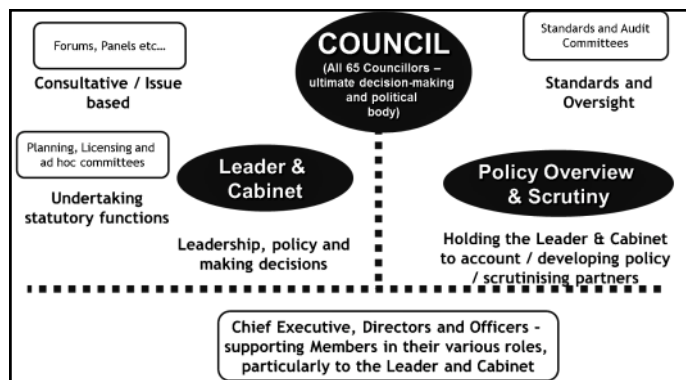 Forums, Panels etc...
Consultative / Issue
based
COUNCIL
(All 65 Councillors –
ultimate decision-making
and political
body)
Standards and Audit
Committees
Standards and
Oversight
Planning, Licensing and
ad hoc committees
Undertaking
statutory functions
Leader &
Cabinet
Leadership, policy and
making decisions
Policy Overview
& Scrutiny
Holding the Leader & Cabinet
to account / developing policy
/ scrutinising partners
Chief Executive, Directors and Officers -
supporting Members in their various roles,
particularly to the Leader and Cabinet